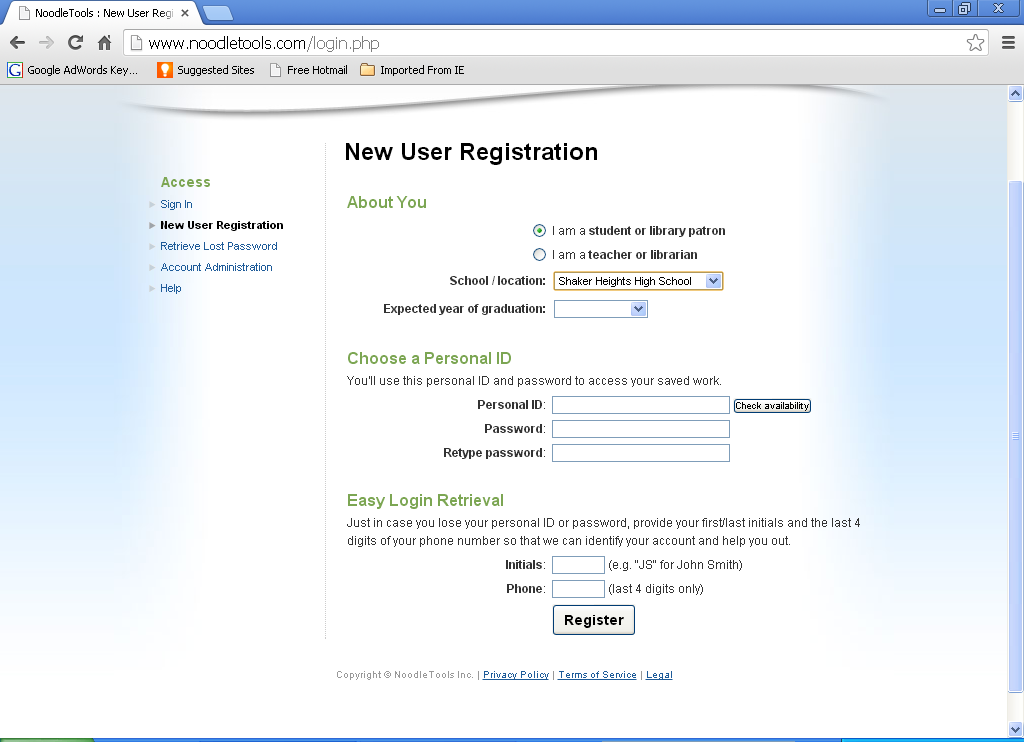 NoodleTools : New User Regi
www.noodletools.com/login.php
Google AdWords Key... Suggested Sites Free Hotmail Imported From IE
New User Registration
Access
Sign In
New User Registration
Retrieve Lost Password
Account Administration
Help
About You
I am a student or library patron
I am a teacher or librarian
School / location: Shaker Heights High School
Expected year of graduation:
Choose a Personal ID
You'll use this personal ID and password to access your saved work.
Personal ID: Check availability
Password:
Retype password:
Easy Login Retrieval
Just in case you lose your personal ID or password, provide your first/last initials and the last 4
digits of your phone number so that we can identify your account and help you out.
Initials: (e.g. "JS" for John Smith)
Phone: (last 4 digits only)
Register
Copyright © NoodleTools Inc. | Privacy Policy | Terms of Service | Legal